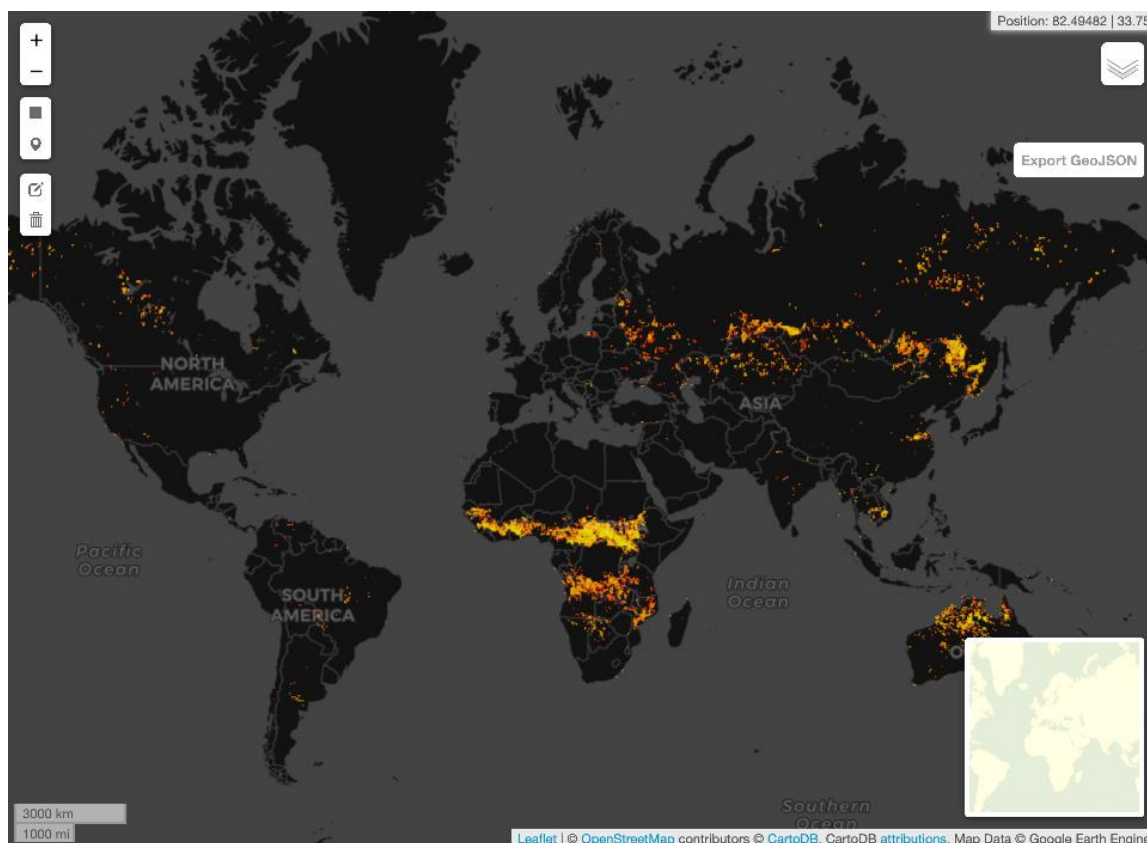 Position: 82.49482 | 33.75
+
−
Export GeoJSON
NORTH
AMERICA
ASIA
Pacific
Ocean
SOUTH
AMERICA
Indian
Ocean
O
3000 km
1000 mi
Southern
Ocean
Leaflet | © OpenStreetMap contributors © CartoDB, CartoDB attributions, Map Data © Google Earth Engine